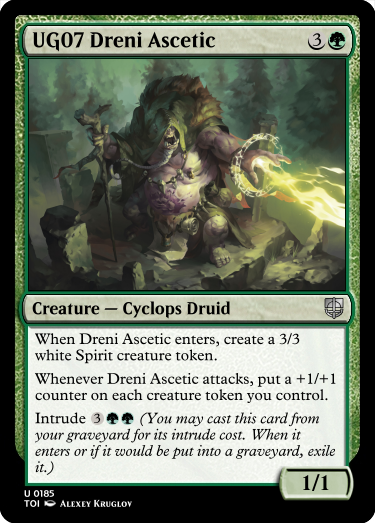 UG07 Dreni Ascetic 3
Creature — Cyclops Druid
When Dreni Ascetic enters, create a 3/3
white Spirit creature token.
Whenever Dreni Ascetic attacks, put a +1/+1
counter on each creature token you control.
Intrude 3 (You may cast this card from
your graveyard for its intrude cost. When it
enters or if it would be put into a graveyard, exile
it.)
1/1
U 0185
TOI Alexey Kruglov